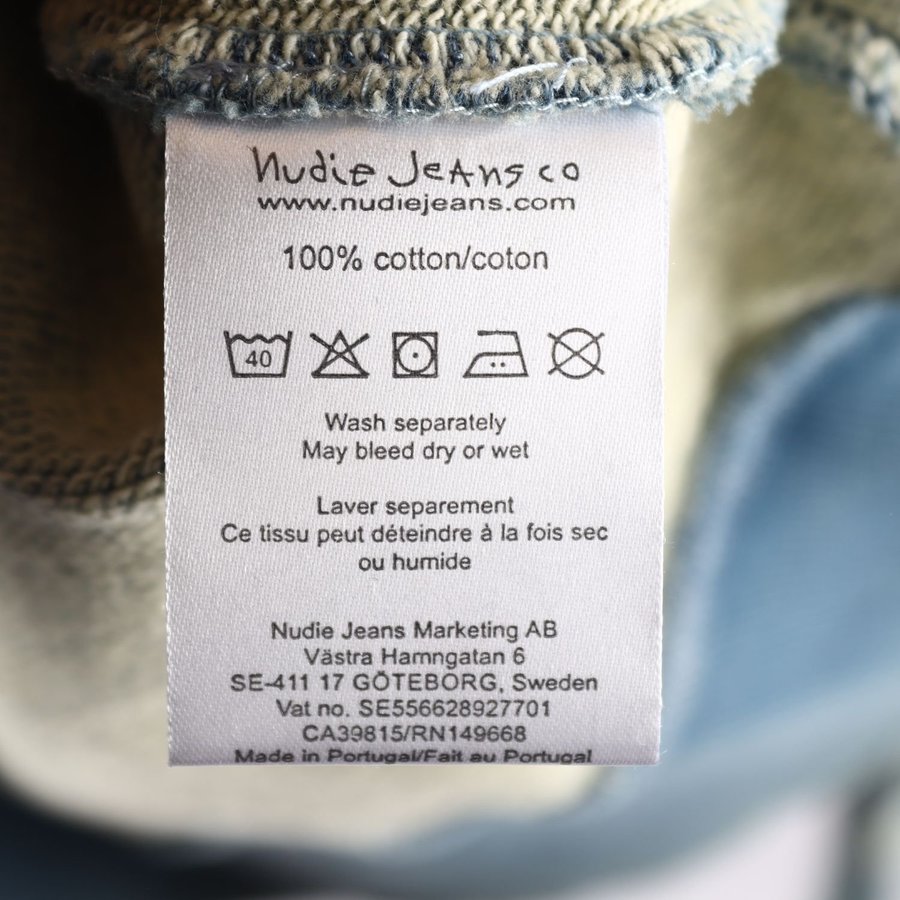 nudie Jeans co
www.nudiejeans.com
100% cotton/coton
40
Wash separately
May bleed dry or wet
Laver separement
Ce tissu peut déteindre à la fois sec
ou humide
Nudie Jeans Marketing AB
Västra Hamngatan 6
SE-411 17 GÖTEBORG, Sweden
Vat no. SE556628927701
CA39815/RN149668
Made in Portugal/Fait au Portugal